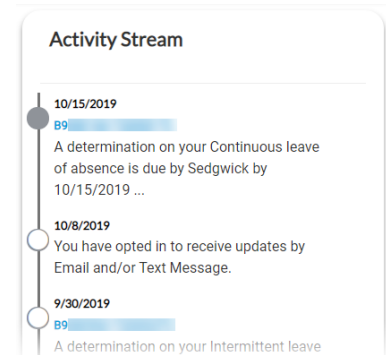 Activity Stream
10/15/2019
B9
A determination on your Continuous leave
of absence is due by Sedgwick by
10/15/2019 ...
10/8/2019
You have opted in to receive updates by
Email and/or Text Message.
9/30/2019
B9
A determination on your Intermittent leave